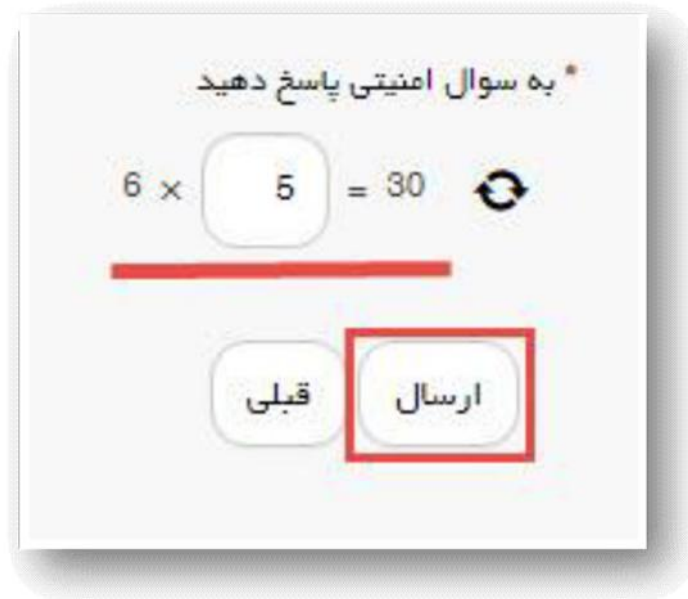 * به سوال امنیتی پاسخ دهید
6 × 5 = 30
ارسال قبلی